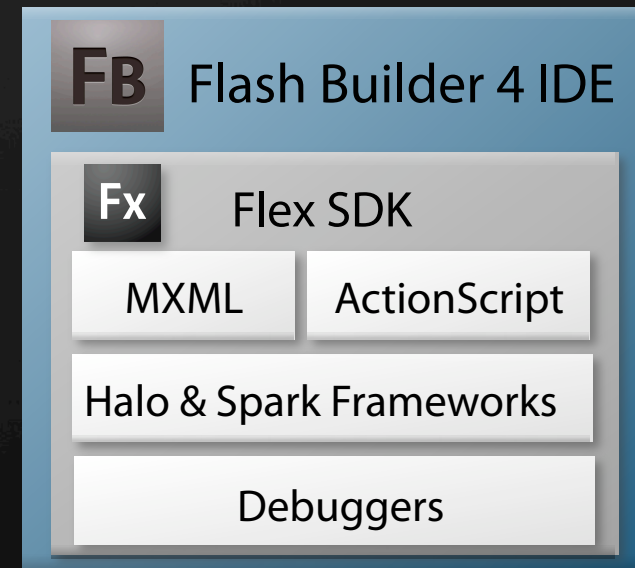 FB Flash Builder 4 IDE
Fx Flex SDK
MXML ActionScript
Halo & Spark Frameworks
Debuggers